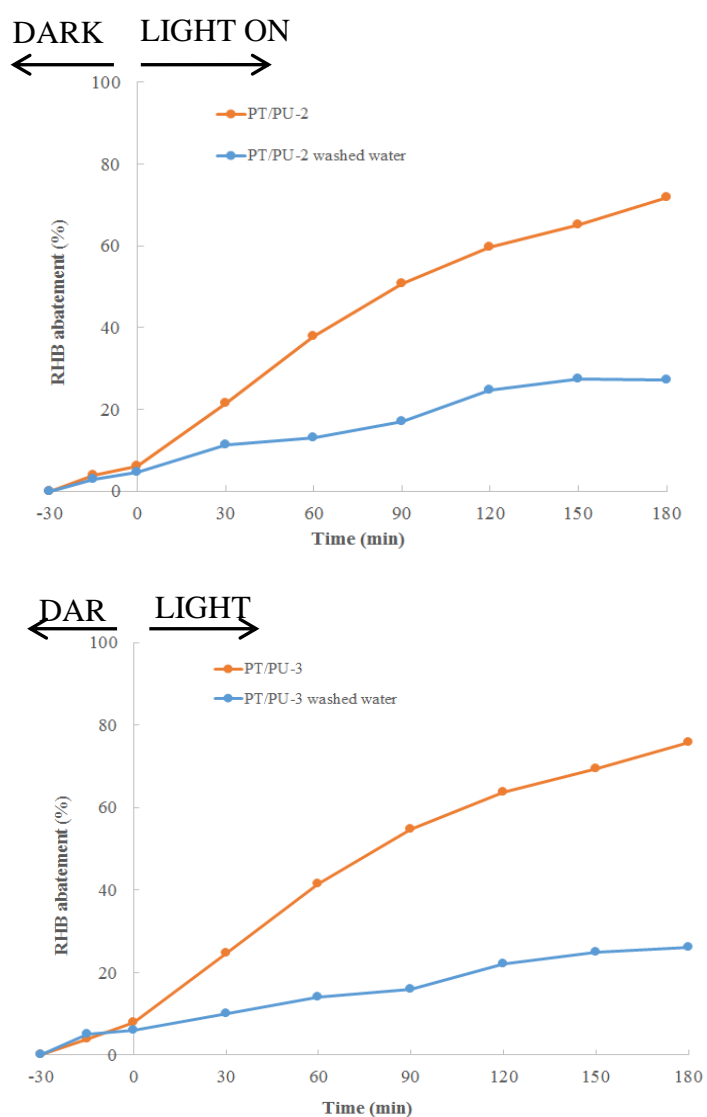 DARK LIGHT ON
100
80
60
40
20
0
PT/PU-2
PT/PU-2 washed water
RHB abatement (%)
-30 0 30 60 90 120 150 180
Time (min)
DAR LIGHT
100
80
60
40
20
0
PT/PU-3
PT/PU-3 washed water
RHB abatement (%)
-30 0 30 60 90 120 150 180
Time (min)